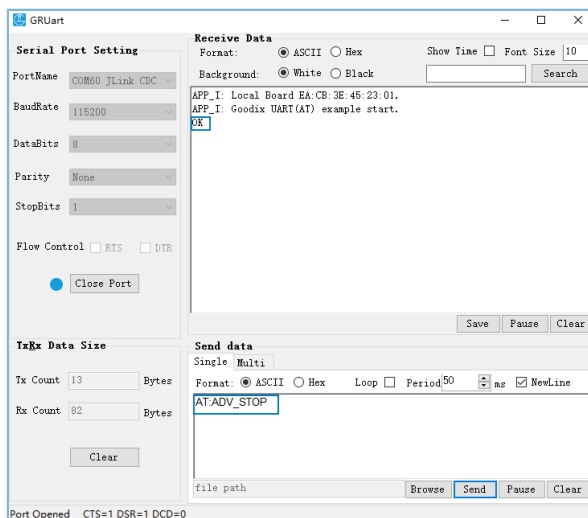 GRUart
Serial Port Setting
PortName COM60 JLink CDC
BaudRate 115200
DataBits 8
Parity None
StopBits 1
Flow Control RTS DTR
Close Port
TxRx Data Size
Tx Count 13 Bytes
Rx Count 82 Bytes
Clear
Receive Data
Format: ASCII Hex Show Time Font Size 10
Background: White Black Search
APP_I: Local Board EA:CB:3E:45:23:01.
APP_I: Goodix UART(AT) example start.
OK
Save Pause Clear
Send data
Single Multi
Format: ASCII Hex Loop Period 50 ms NewLine
AT:ADV_STOP
file path Browse Send Pause Clear
Port Opened CTS=1 DSR=1 DCD=0